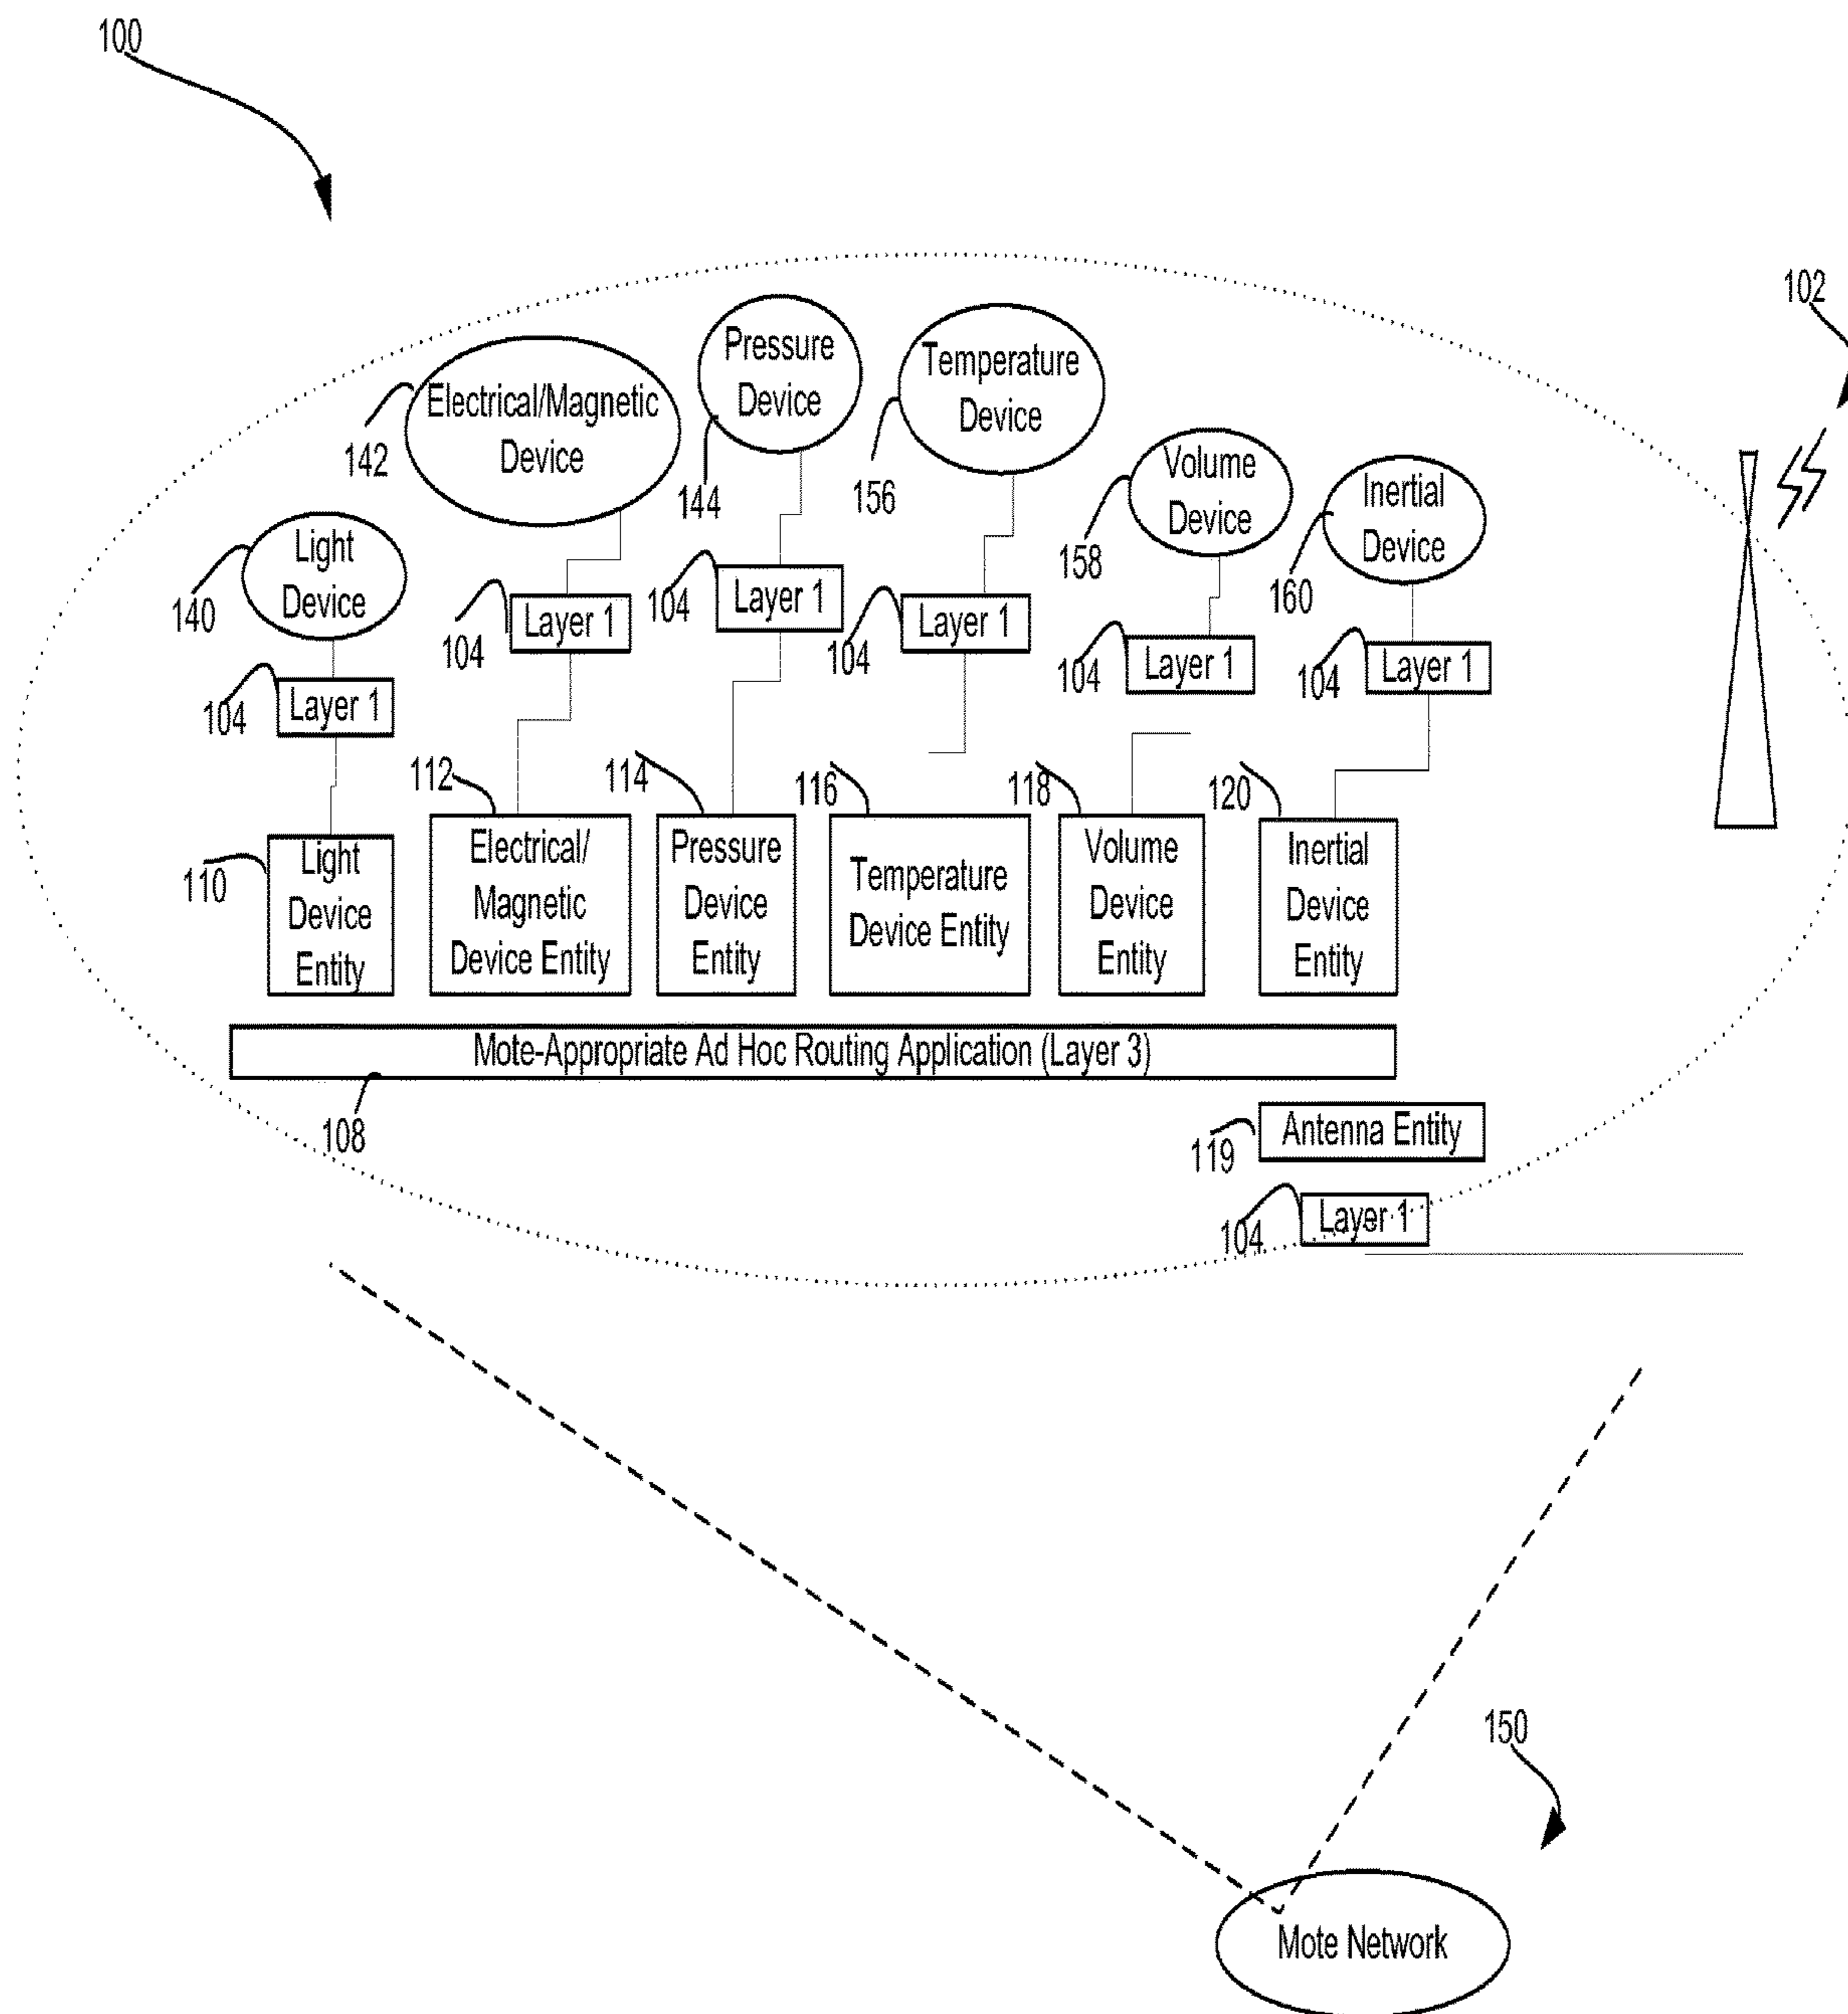 100
102
Pressure
Device
Temperature
Device
Electrical/Magnetic
Device
142
144
156
Volume
Device
Inertial
Device
158
160
Light
Device
140
104
Layer 1
104
Layer 1
104
Layer 1
104
Layer 1
104
Layer 1
104
Layer 1
112
114
116
118
120
110
Light
Device
Entity
Electrical/
Magnetic
Device Entity
Pressure
Device
Entity
Temperature
Device Entity
Volume
Device
Entity
Inertial
Device
Entity
Mote-Appropriate Ad Hoc Routing Application (Layer 3)
108
119
Antenna Entity
104
Layer 1
150
Mote Network